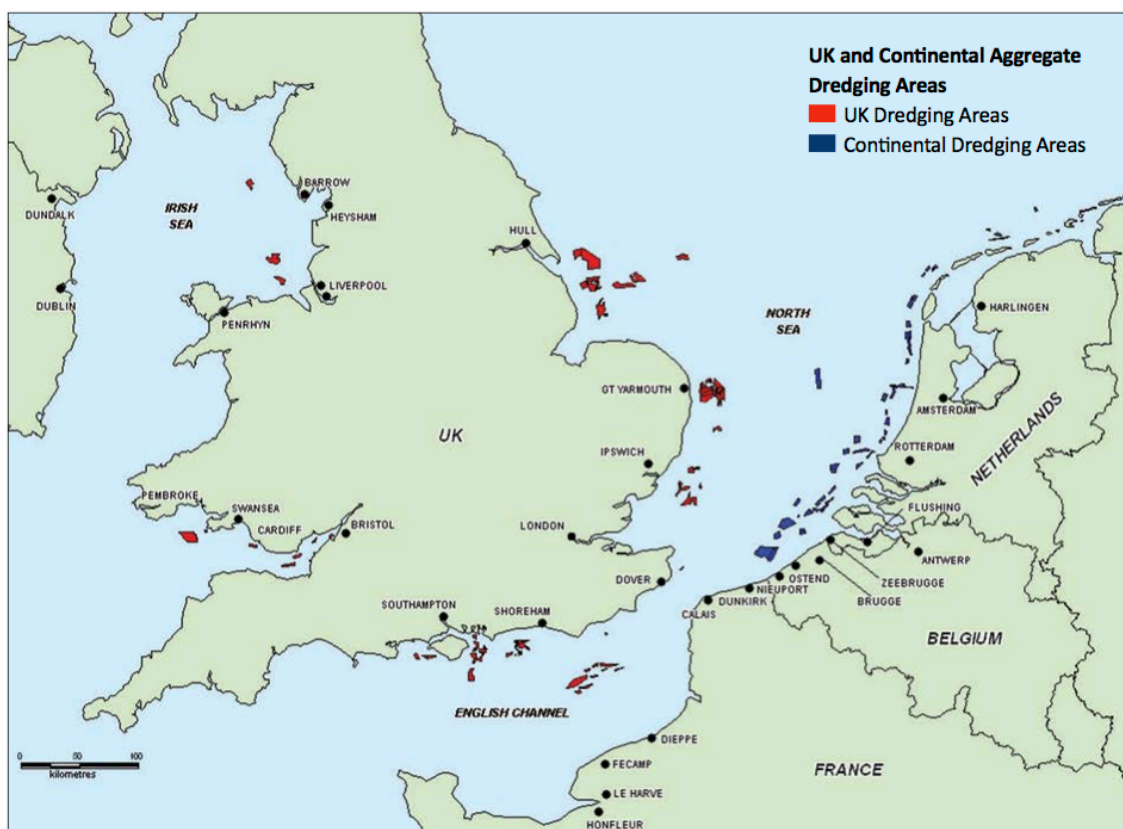 UK and Continental Aggregate
Dredging Areas
UK Dredging Areas
Continental Dredging Areas
BARROW
DUNDALK
IRISH
SEA
HEYSHAM
HULL
DUBLIN
LIVERPOOL
PENRHYN
NORTH
SEA
HARLINGEN
GT YARMOUTH
AMSTERDAM
UK
ROTTERDAM
NETHERLANDS
IPSWICH
PEMBROKE
SWANSEA
CARDIFF
BRISTOL
LONDON
FLUSHING
ANTWERP
DOVER
OSTEND
ZEEBRUGGE
NIEUPORT
BRUGGE
DUNKIRK
CALAIS
SOUTHAMPTON
SHOREHAM
BELGIUM
ENGLISH CHANNEL
DIEPPE
FECAMP
FRANCE
LE HARVE
HONFLEUR
0 50 100
kilometres